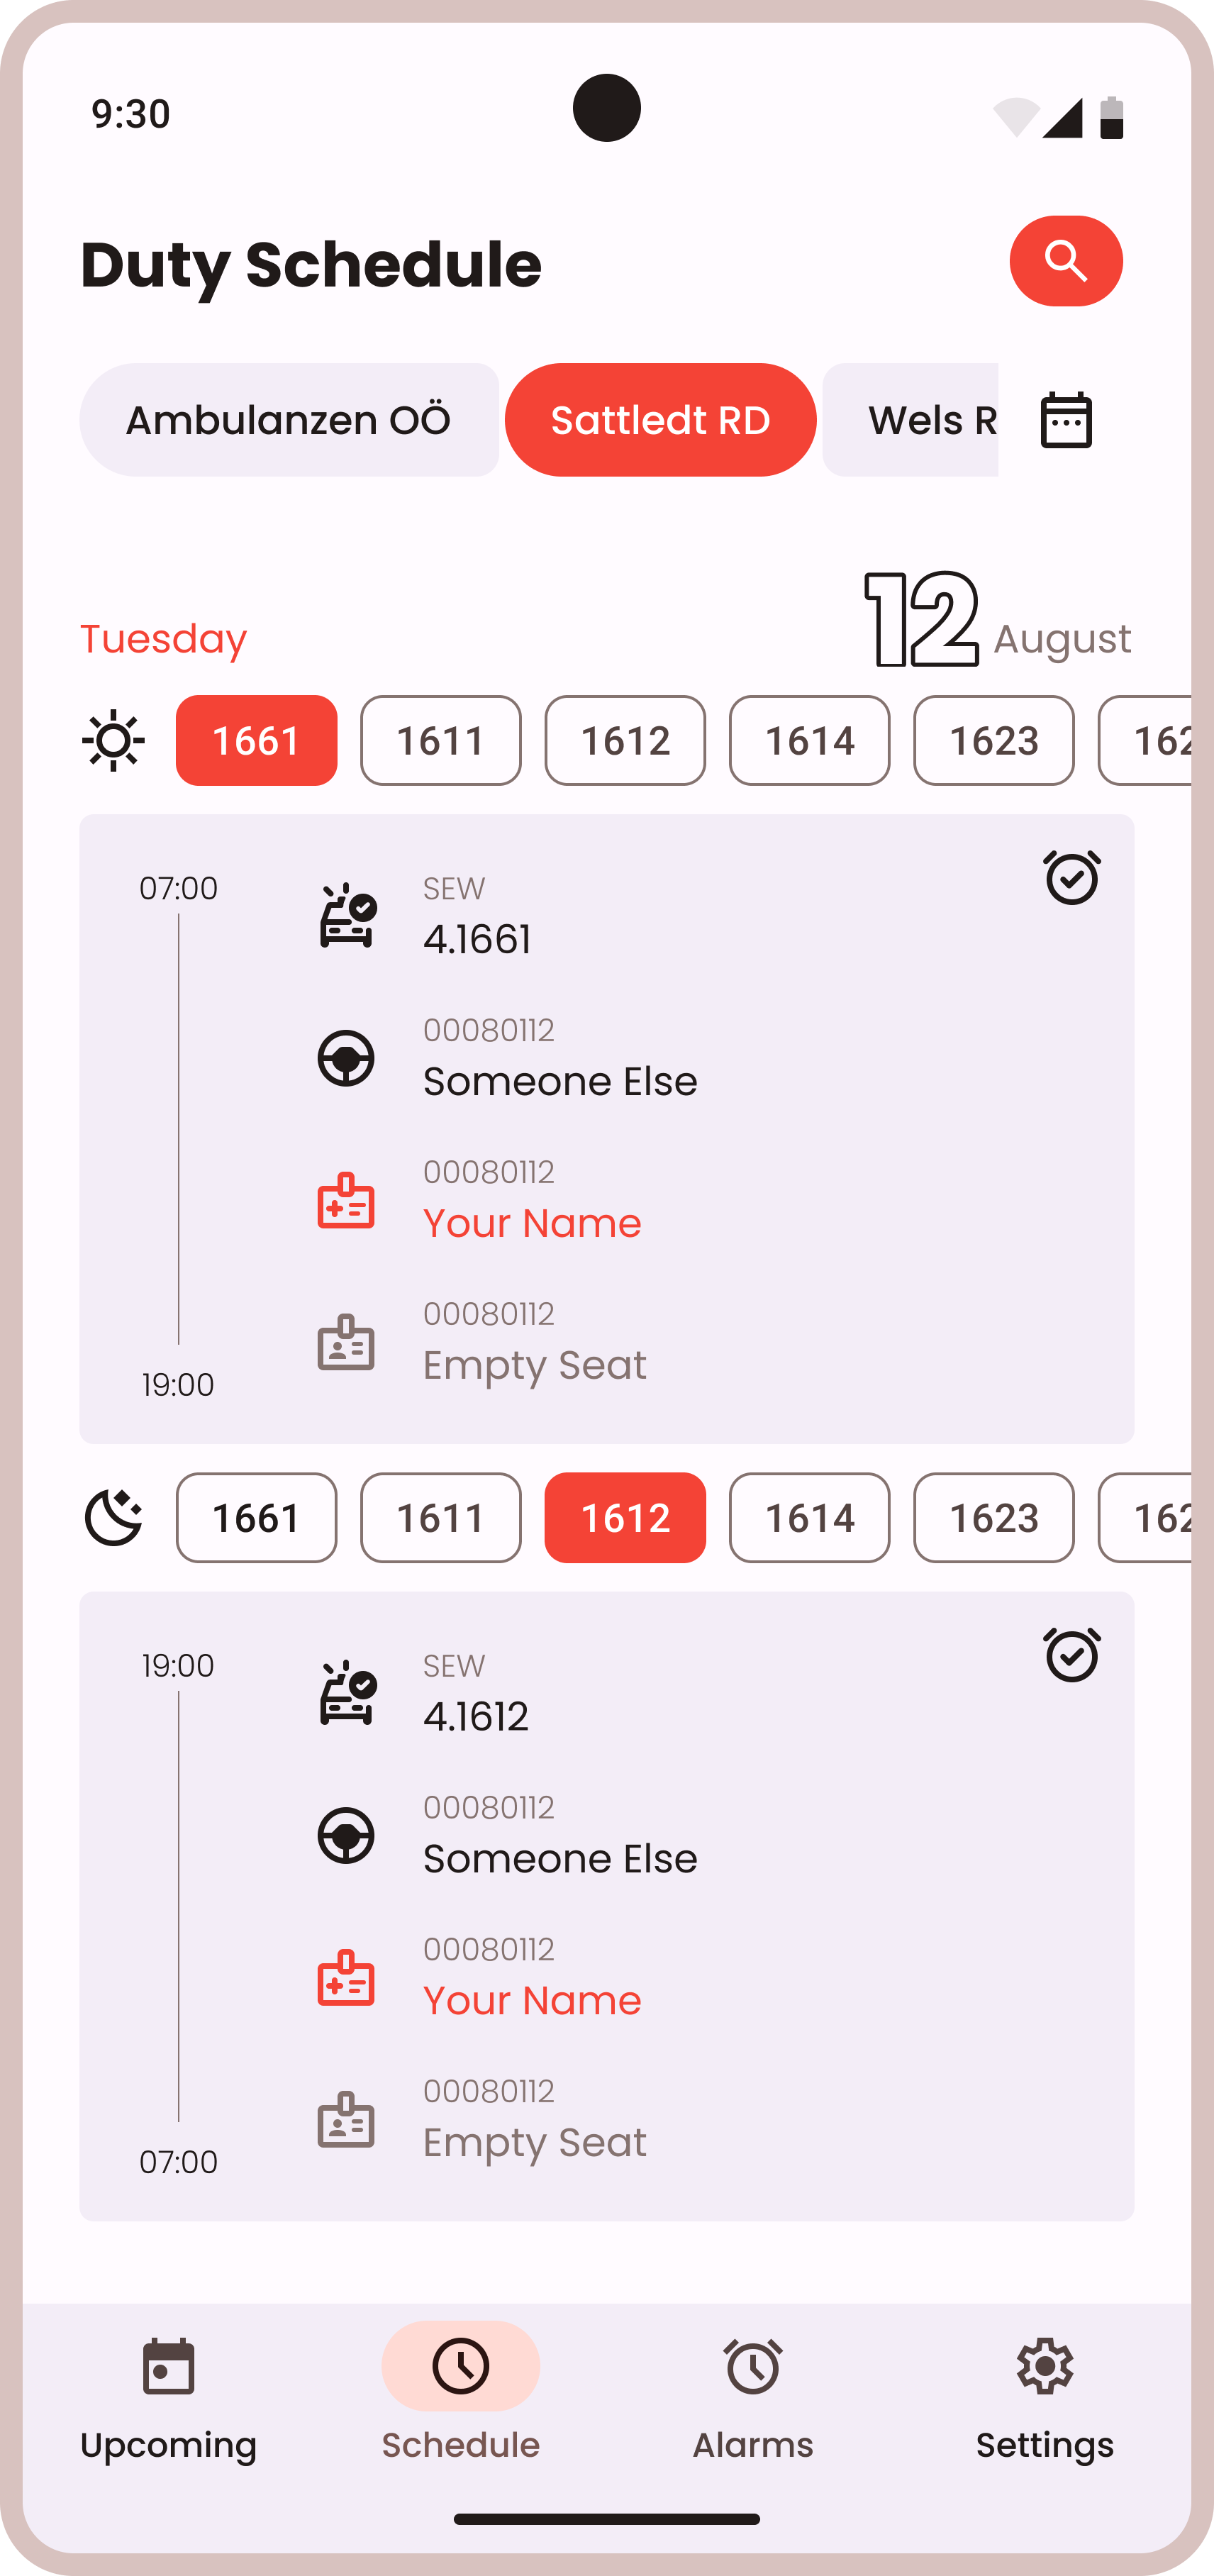 9:30
Duty Schedule
Ambulanzen OÖ Sattledt RD Wels R
Tuesday 12 August
1661 1611 1612 1614 1623 162
07:00
SEW
4.1661
00080112
Someone Else
00080112
Your Name
00080112
Empty Seat
19:00
1661 1611 1612 1614 1623 162
19:00
SEW
4.1612
00080112
Someone Else
00080112
Your Name
00080112
Empty Seat
07:00
Upcoming Schedule Alarms Settings